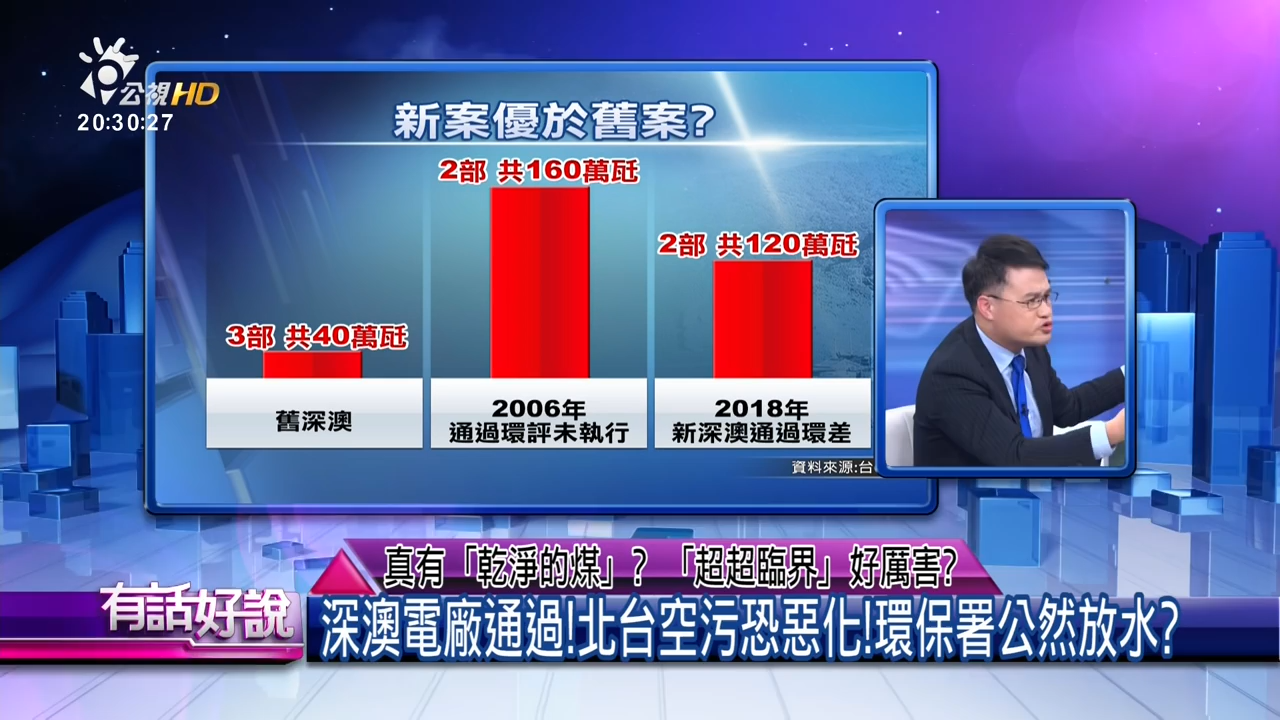 公視HD
20:30:27
新案優於舊案?
2部 共160萬瓩
2部 共120萬瓩
3部 共40萬瓩
舊深澳
2006年
通過環評未執行
2018年
新深澳通過環差
資料來源:台
真有「乾淨的煤」? 「超超臨界」好厲害?
有話好說
深澳電廠通過!北台空污恐惡化!環保署公然放水?